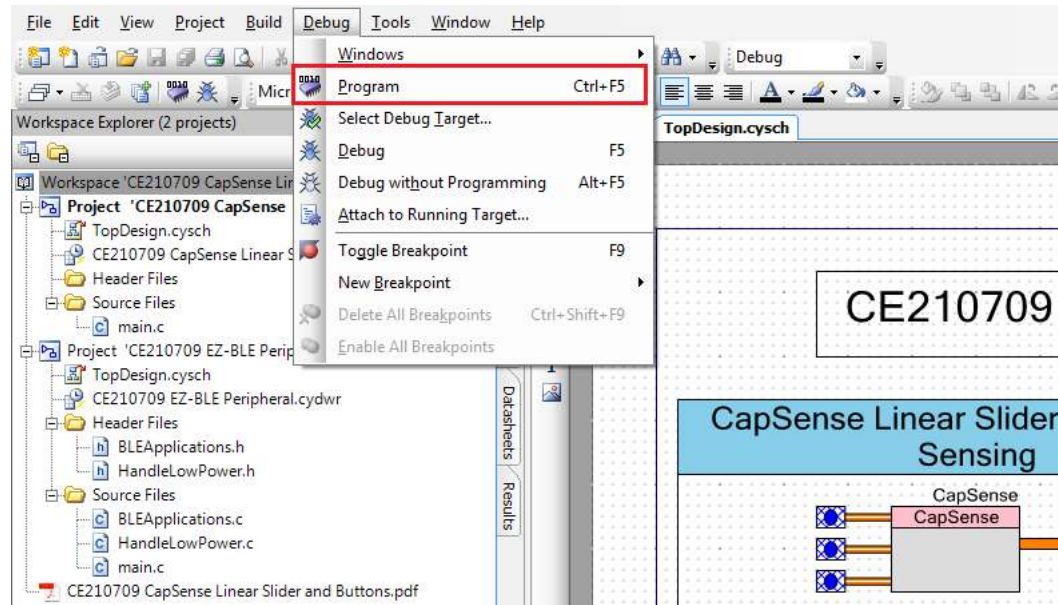 File Edit View Project Build Debug Tools Window Help
Debug
Micr
Workspace Explorer (2 projects)
Workspace 'CE210709 CapSense Lin
Project 'CE210709 CapSense
TopDesign.cysch
CE210709 CapSense Linear S
Header Files
Source Files
main.c
Project 'CE210709 EZ-BLE Perip
TopDesign.cysch
CE210709 EZ-BLE Peripheral.cydwr
Header Files
BLEApplications.h
HandleLowPower.h
Source Files
BLEApplications.c
HandleLowPower.c
main.c
CE210709 CapSense Linear Slider and Buttons.pdf
Windows
Program Ctrl+F5
Select Debug Target...
Debug F5
Debug without Programming Alt+F5
Attach to Running Target...
Toggle Breakpoint F9
New Breakpoint
Delete All Breakpoints Ctrl+Shift+F9
Enable All Breakpoints
Datasheets
Results
TopDesign.cysch
CE210709
CapSense Linear Slider
Sensing
CapSense
CapSense